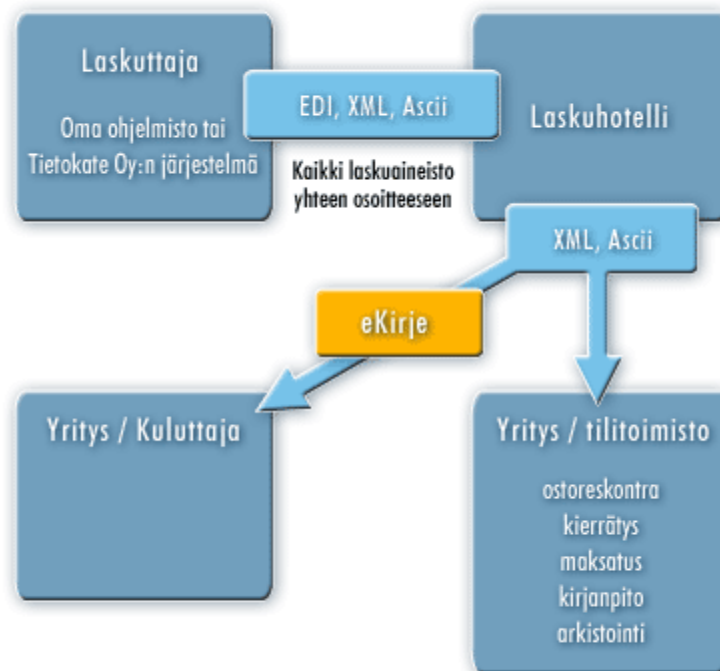 Laskuttaja
Oma ohjelmisto tai
Tietokate Oy:n järjestelmä
EDI, XML, Ascii
Kaikki laskuaineisto
yhteen osoitteeseen
Laskuhotelli
XML, Ascii
eKirje
Yritys / Kuluttaja
Yritys / tilitoimisto
ostoreskontra
kierrätys
maksatus
kirjanpito
arkistointi